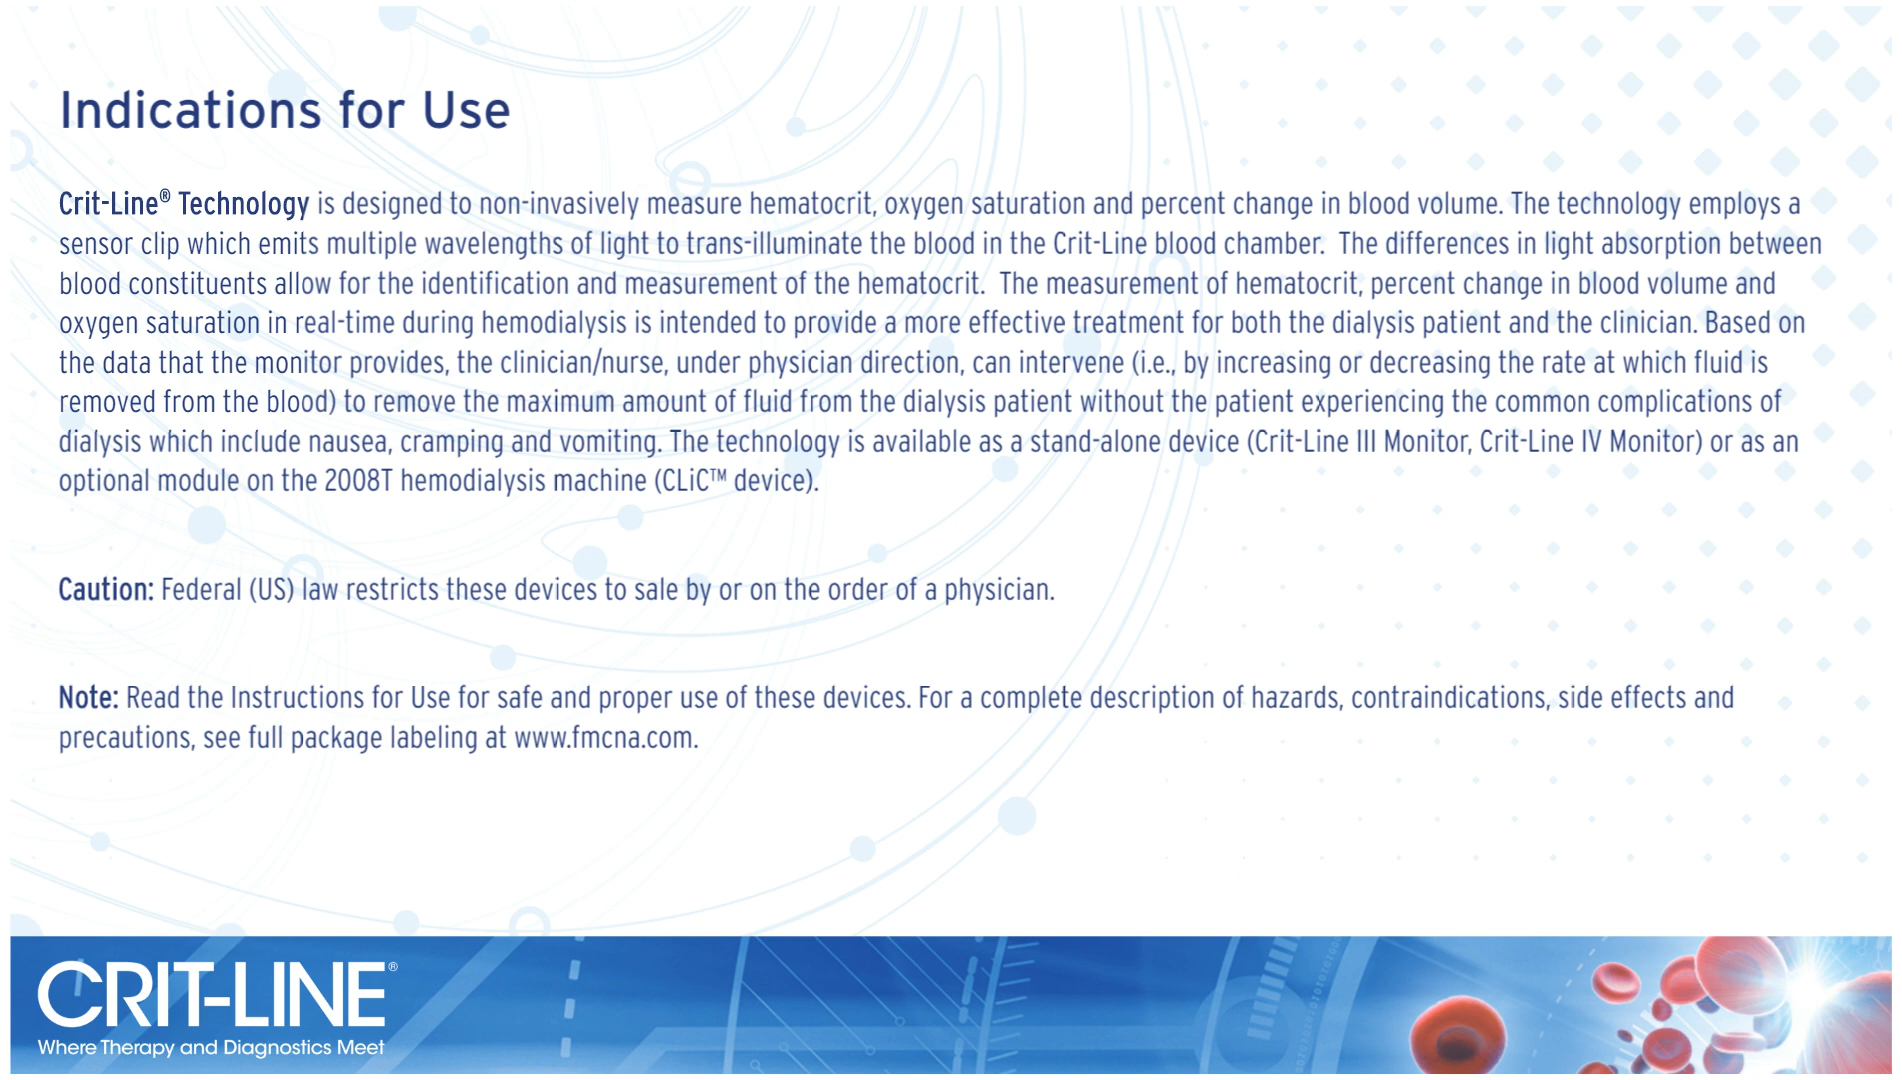 Indications for Use
Crit-Line® Technology is designed to non-invasively measure hematocrit, oxygen saturation and percent change in blood volume. The technology employs a
sensor clip which emits multiple wavelengths of light to trans-illuminate the blood in the Crit-Line blood chamber.  The differences in light absorption between
blood constituents allow for the identification and measurement of the hematocrit.  The measurement of hematocrit, percent change in blood volume and
oxygen saturation in real-time during hemodialysis is intended to provide a more effective treatment for both the dialysis patient and the clinician. Based on
the data that the monitor provides, the clinician/nurse, under physician direction, can intervene (i.e., by increasing or decreasing the rate at which fluid is
removed from the blood) to remove the maximum amount of fluid from the dialysis patient without the patient experiencing the common complications of
dialysis which include nausea, cramping and vomiting. The technology is available as a stand-alone device (Crit-Line III Monitor, Crit-Line IV Monitor) or as an
optional module on the 2008T hemodialysis machine (CLiC™ device).
Caution: Federal (US) law restricts these devices to sale by or on the order of a physician.
Note: Read the Instructions for Use for safe and proper use of these devices. For a complete description of hazards, contraindications, side effects and
precautions, see full package labeling at www.fmcna.com.
CRIT-LINE®
Where Therapy and Diagnostics Meet